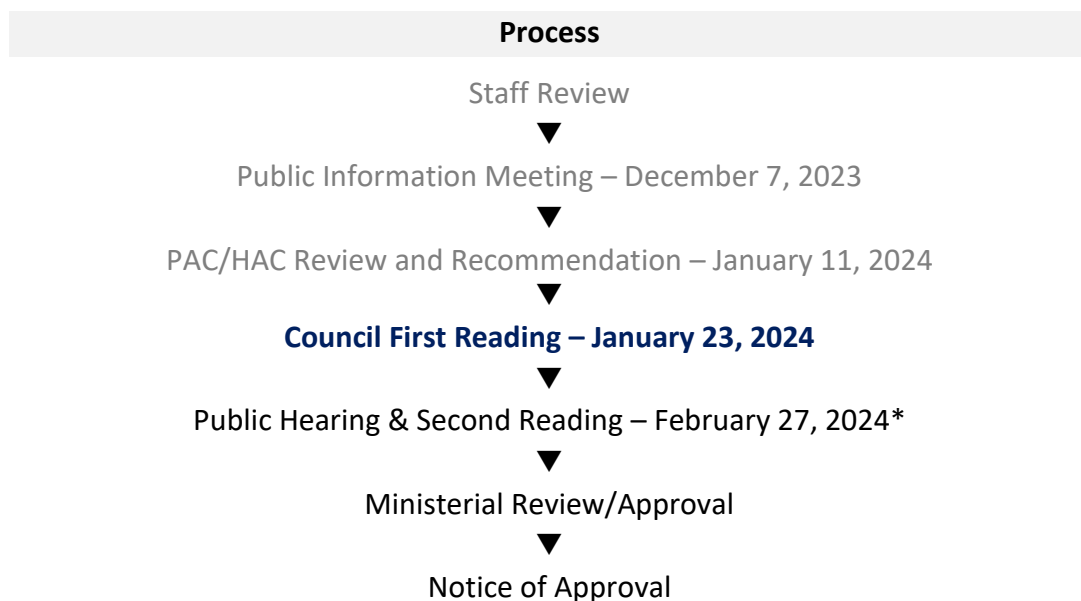 Process
Staff Review
Public Information Meeting – December 7, 2023
PAC/HAC Review and Recommendation – January 11, 2024
Council First Reading – January 23, 2024
Public Hearing & Second Reading – February 27, 2024*
Ministerial Review/Approval
Notice of Approval